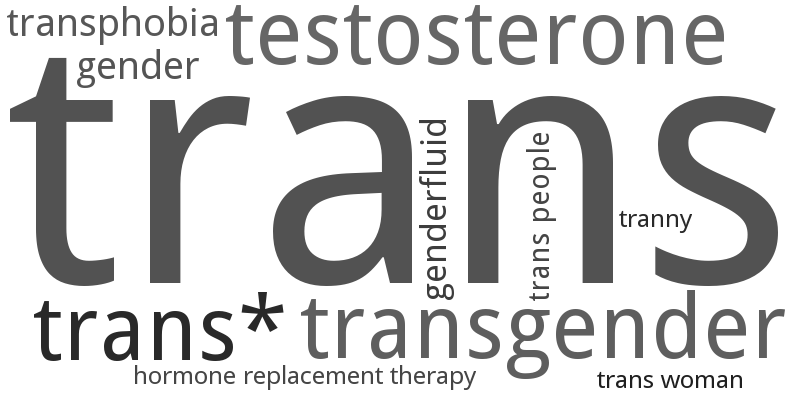 transphobia
testosterone
gender
trans
genderfluid
trans people
tranny
trans*
transgender
hormone replacement therapy
trans woman